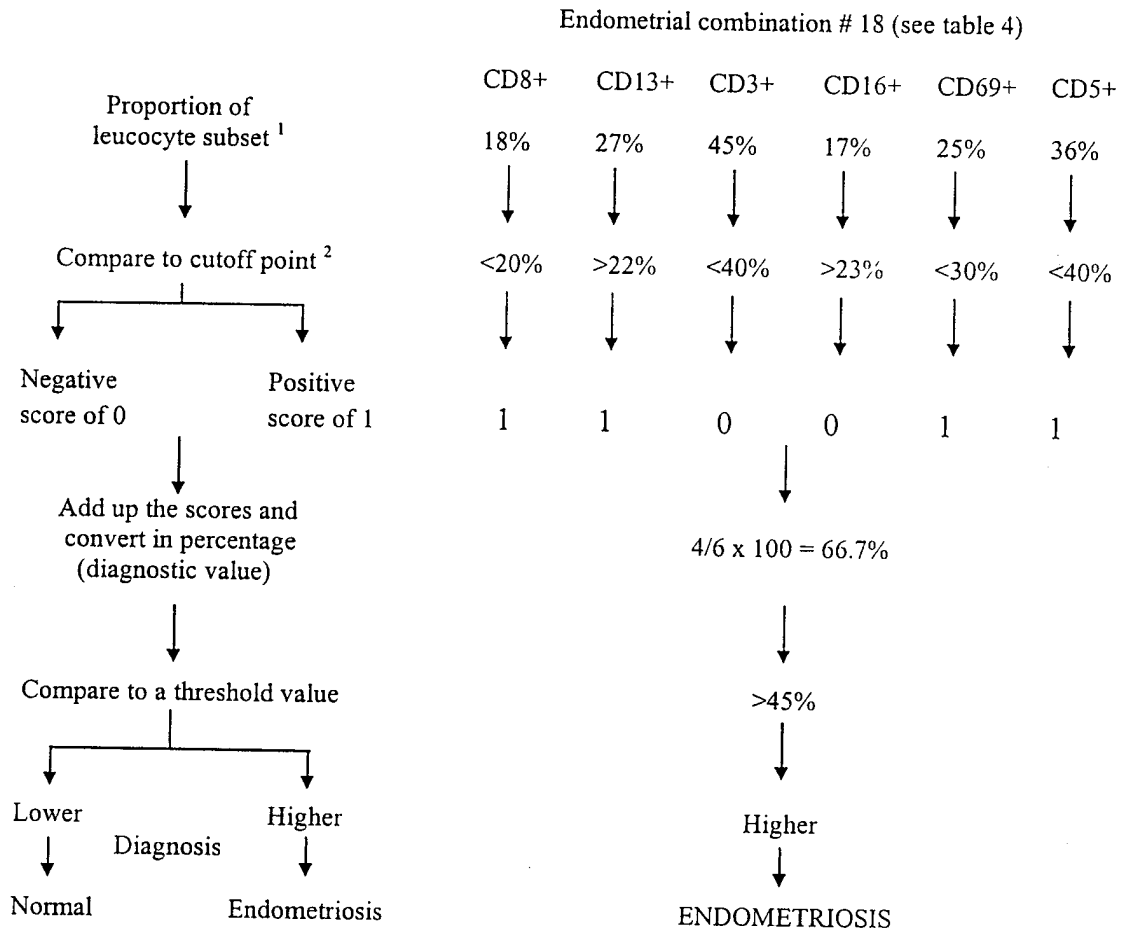 Endometrial combination # 18 (see table 4)
CD8+ CD13+ CD3+ CD16+ CD69+ CD5+
Proportion of
leucocyte subset 1
18% 27% 45% 17% 25% 36%
Compare to cutoff point 2
<20% >22% <40% >23% <30% <40%
Negative
score of 0
Positive
score of 1
1 1 0 0 1 1
Add up the scores and
convert in percentage
(diagnostic value)
4/6 x 100 = 66.7%
Compare to a threshold value
>45%
Lower
Higher
Diagnosis
Normal
Endometriosis
Higher
ENDOMETRIOSIS